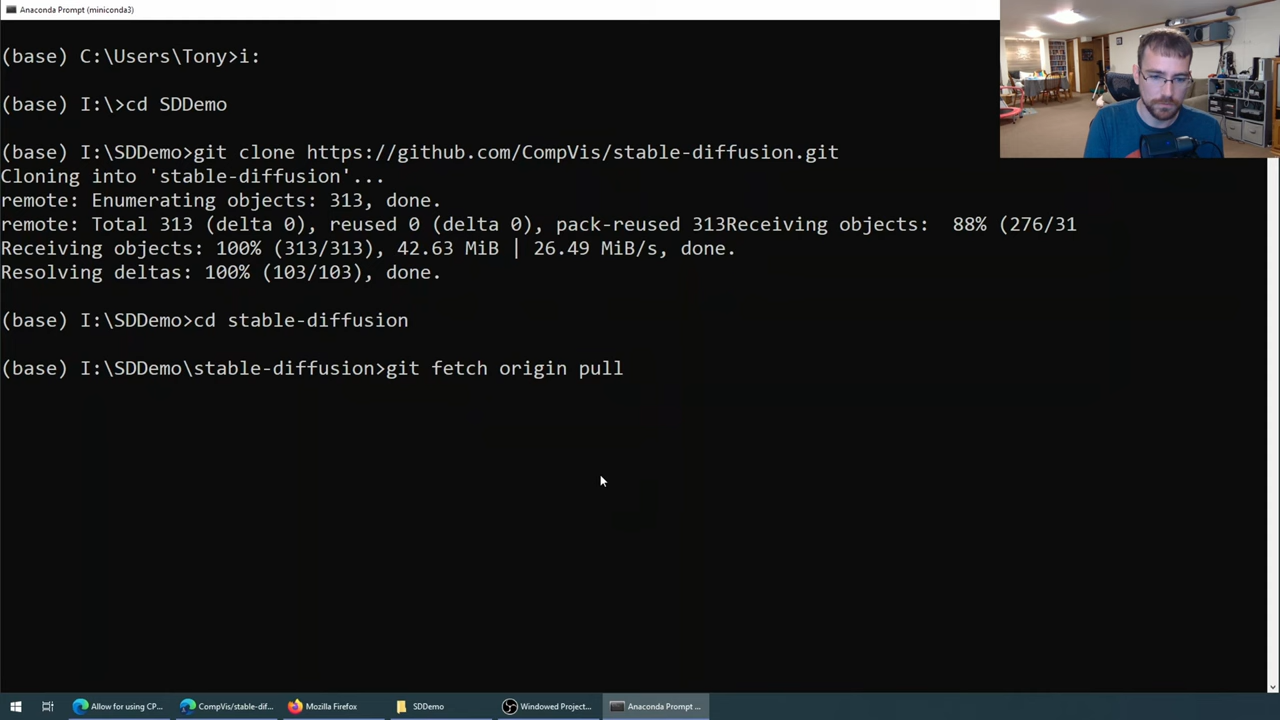 Anaconda Prompt (miniconda3)
(base) C:\Users\Tony>i:
(base) I:\>cd SDDemo
(base) I:\SDDemo>git clone https://github.com/CompVis/stable-diffusion.git
Cloning into 'stable-diffusion'...
remote: Enumerating objects: 313, done.
remote: Total 313 (delta 0), reused 0 (delta 0), pack-reused 313Receiving objects:  88% (276/31
Receiving objects: 100% (313/313), 42.63 MiB | 26.49 MiB/s, done.
Resolving deltas: 100% (103/103), done.
(base) I:\SDDemo>cd stable-diffusion
(base) I:\SDDemo\stable-diffusion>git fetch origin pull
Allow for using CP... CompVis/stable-dif... Mozilla Firefox SDDemo Windowed Project... Anaconda Prompt ...